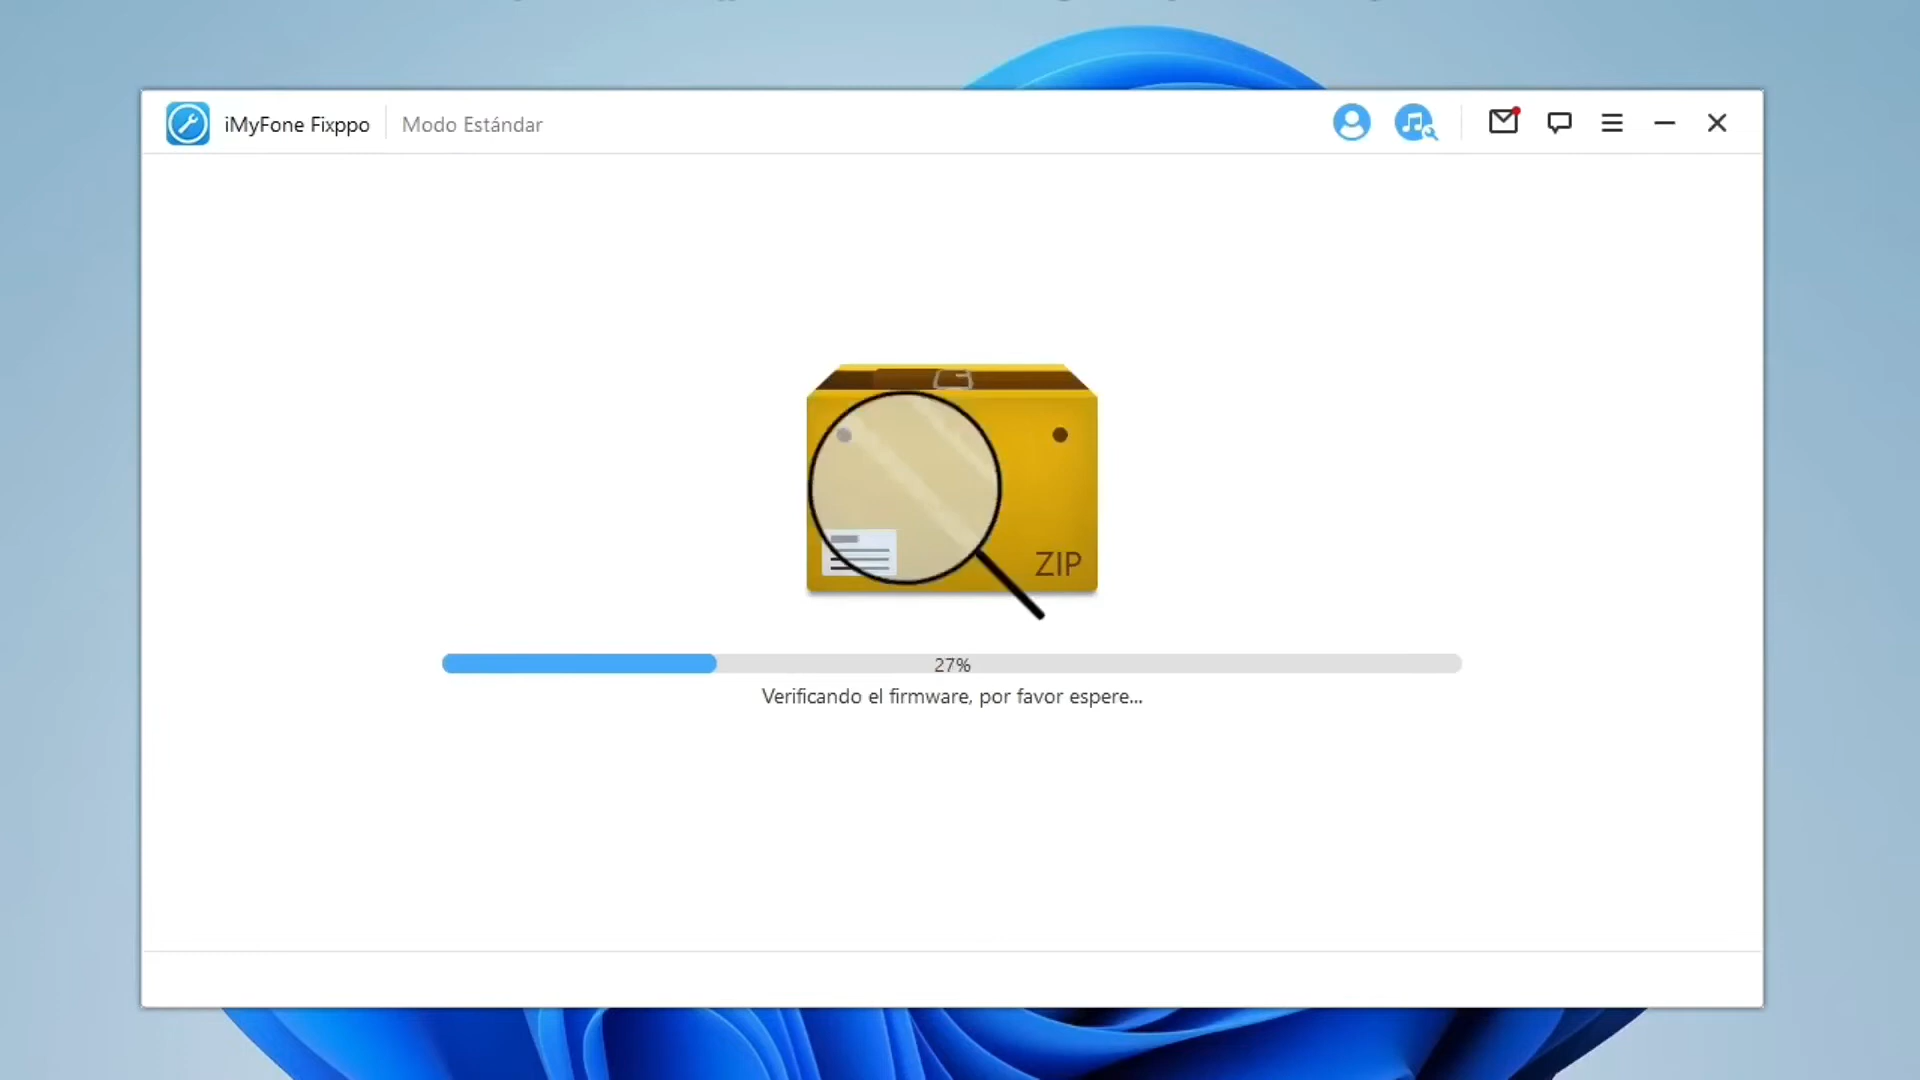 iMyFone Fixppo
Modo Estándar
ZIP
27%
Verificando el firmware, por favor espere...